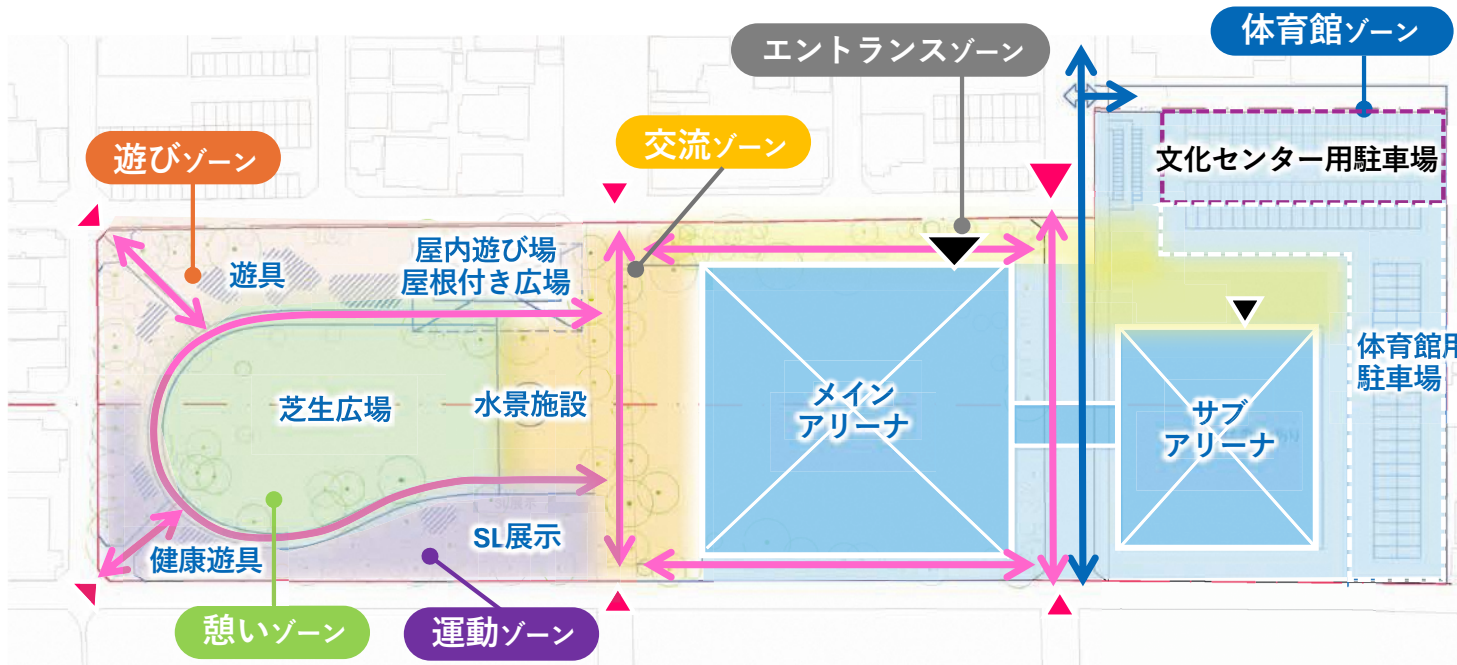 体育館ゾーン
エントランスゾーン
交流ゾーン
遊びゾーン
文化センター用駐車場
屋内遊び場
屋根付き広場
遊具
体育館用
駐車場
メイン
アリーナ
サブ
アリーナ
芝生広場
水景施設
SL展示
健康遊具
憩いゾーン
運動ゾーン